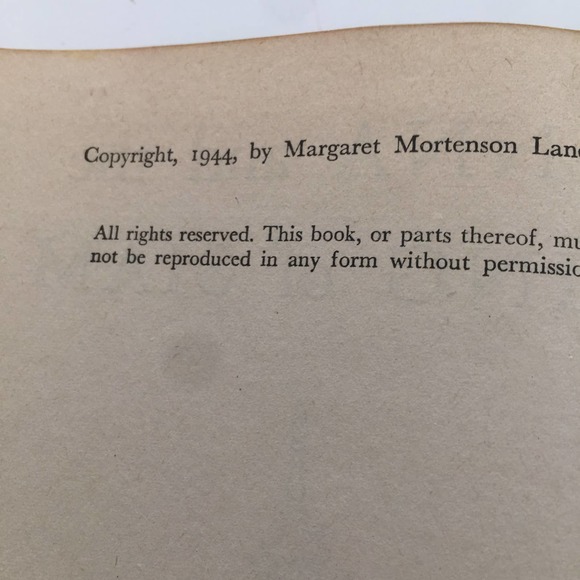 Copyright, 1944, by Margaret Mortenson Lan
All rights reserved. This book, or parts thereof, mu
not be reproduced in any form without permissio